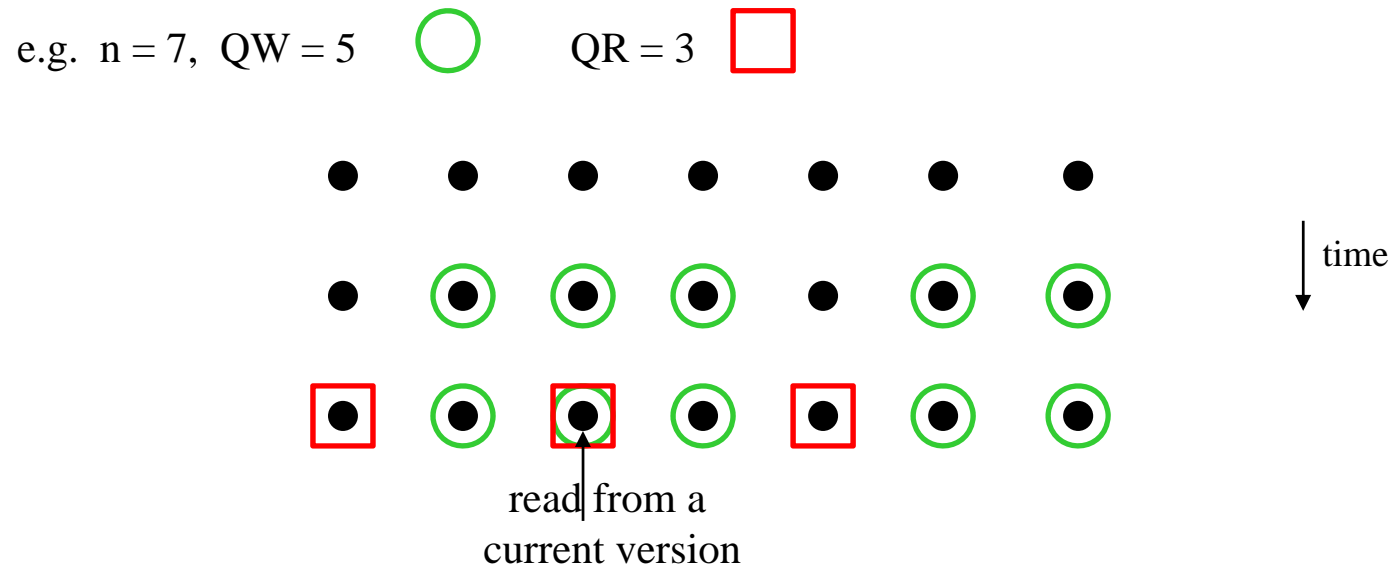 e.g. n = 7, QW = 5 QR = 3
time
read from a
current version